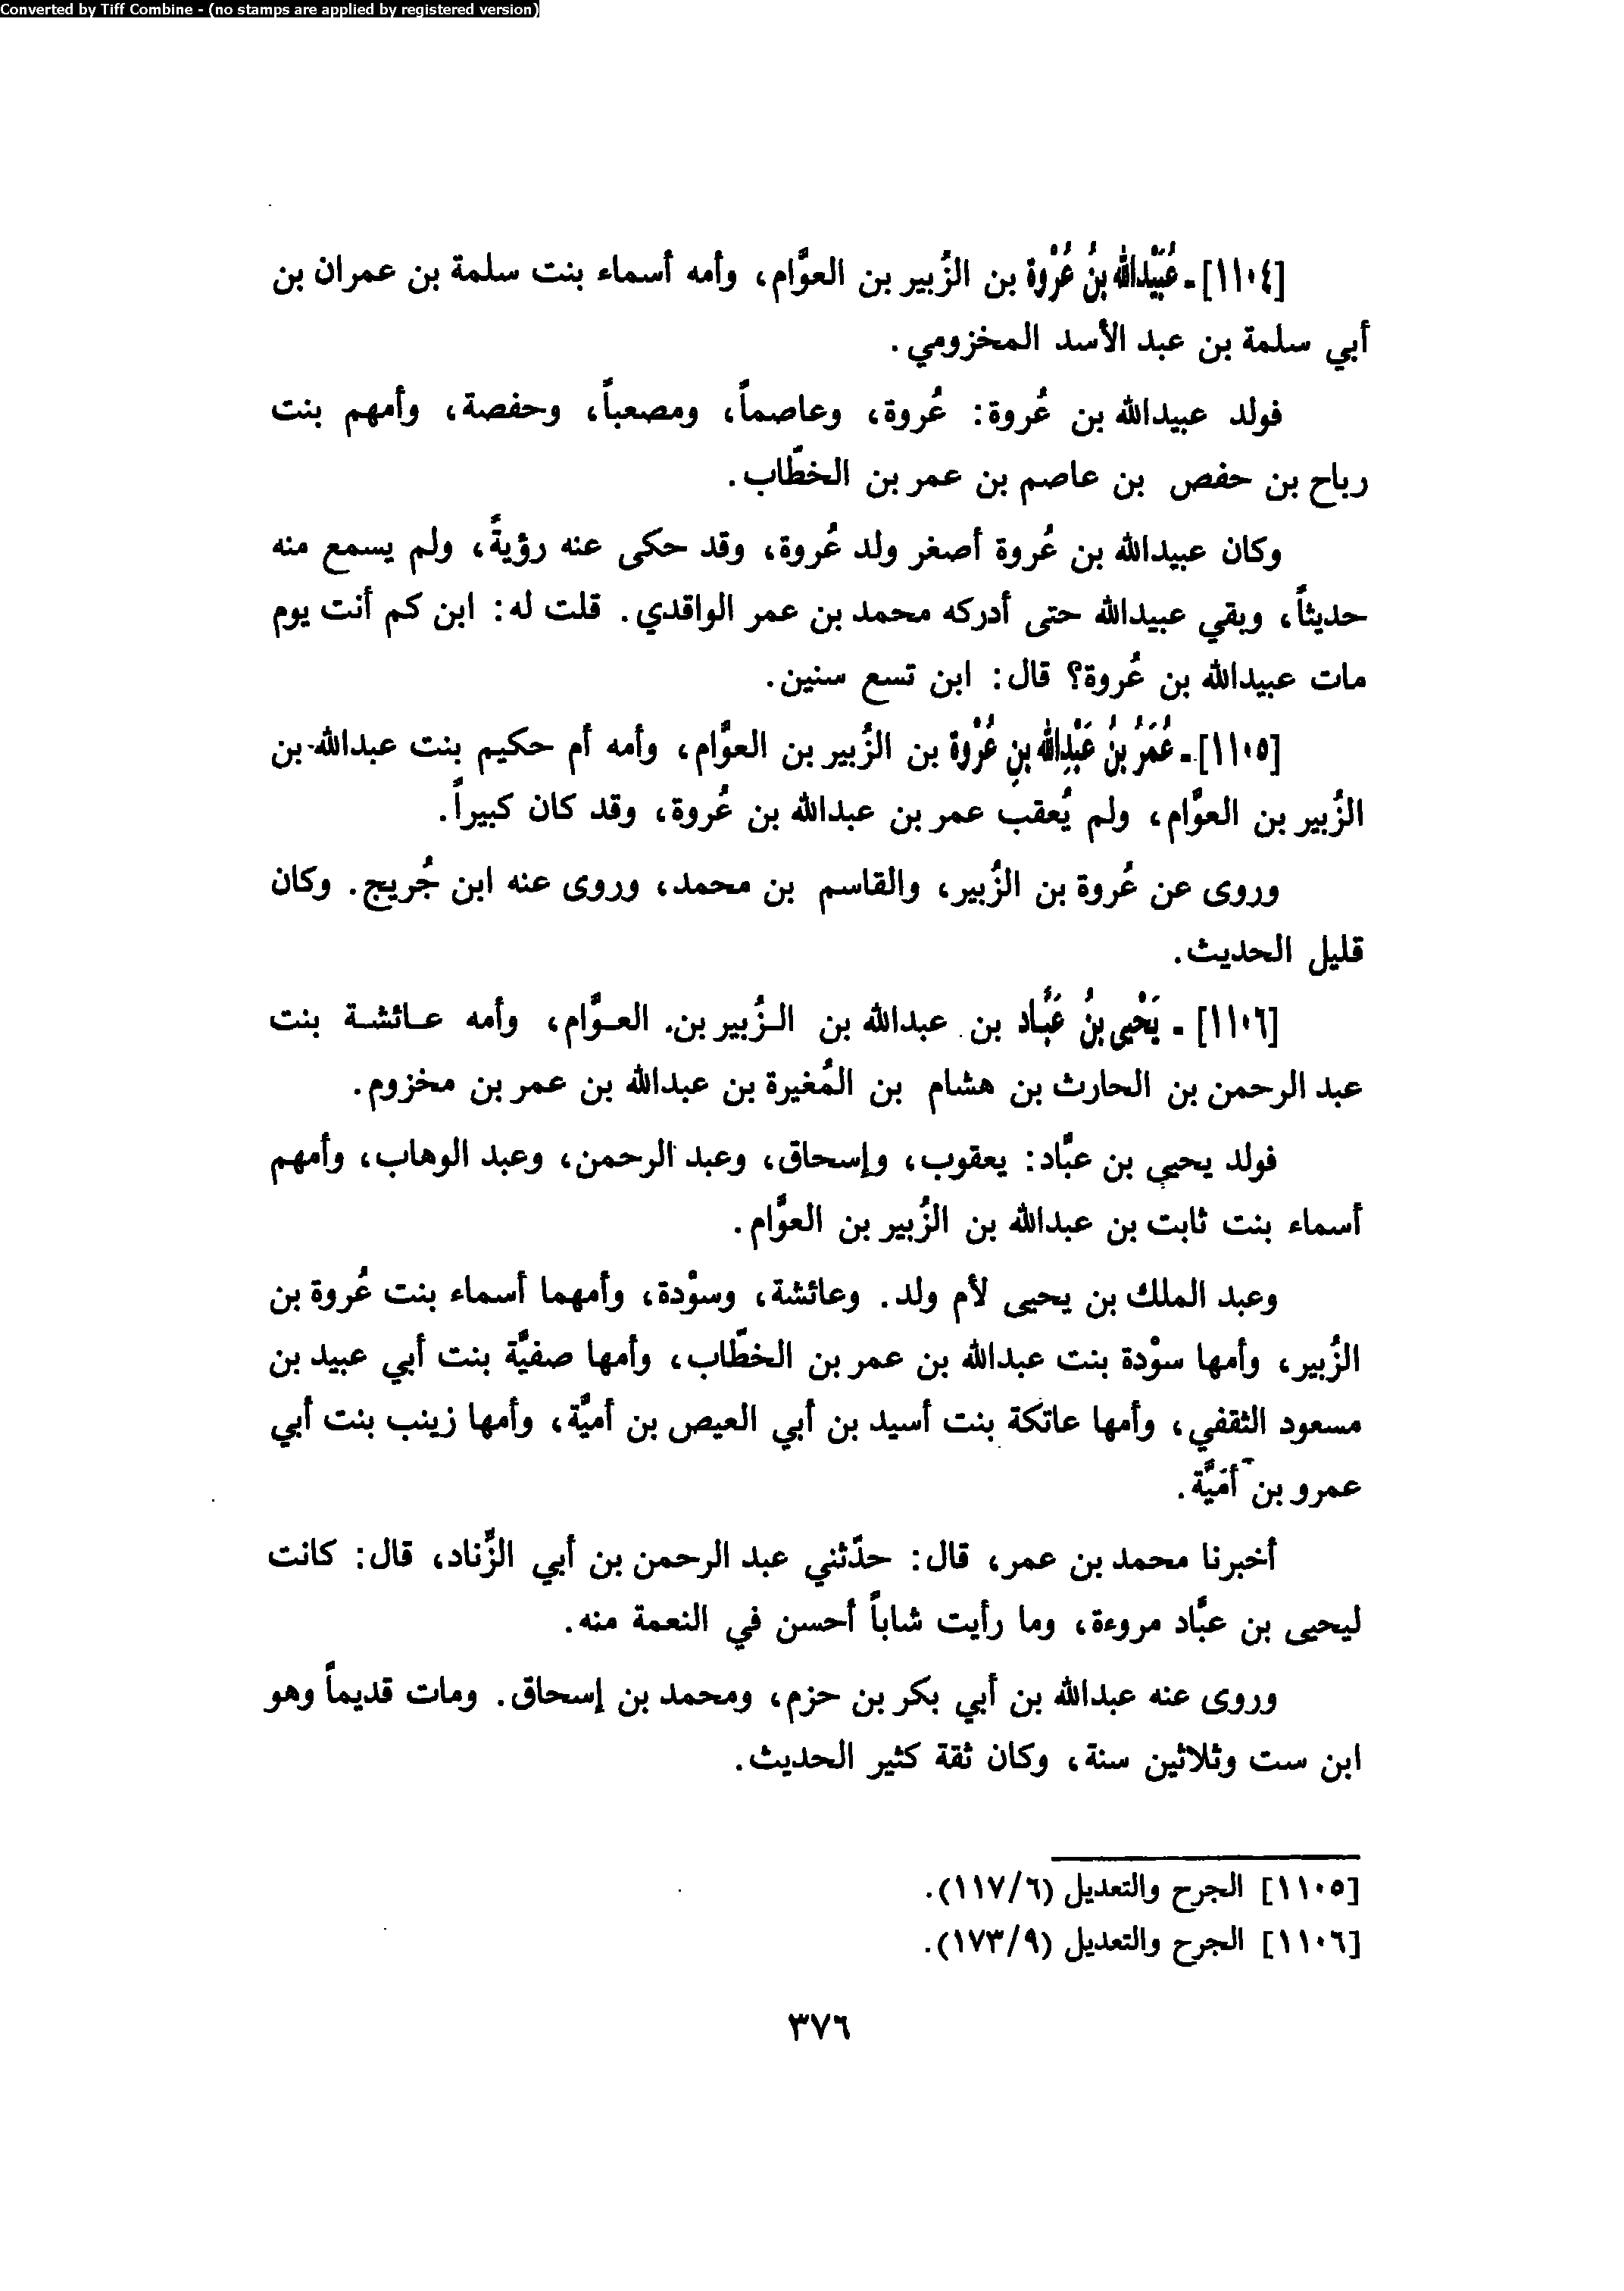 Converted by Tiff Combine - (no stamps are applied by registered version)
[١١٠٤]ـ عُبَيْدالله بنُ عُرْوة بن الزُبير بن العوَّام، وأمه أسماء بنت سلمة بن عمران بن
أبي سلمة بن عبد الأسد المخزومي.
فولد عبيدالله بن عُروة: عُروة، وعاصماً، ومصعباً، وحفصة، وأمهم بنت
رباح بن حفص بن عاصم بن عمر بن الخطّاب.
وكان عبيدالله بن عُروة أصغر ولد عُروة، وقد حكى عنه رؤيةً، ولم يسمع منه
حديثاً، وبقي عبيدالله حتى أدركه محمد بن عمر الواقدي. قلت له: ابن كم أنت يوم
مات عبيدالله بن عُروة؟ قال: ابن تسع سنين.
[١١٠٥]ـ عُمَرُ بنُ عَبْدِالله بنِ عُرْوة بن الزُبير بن العوَّام، وأمه أم حكيم بنت عبدالله بن
الزُبير بن العوَّام، ولم يُعقب عمر بن عبدالله بن عُروة، وقد كان كبيراً.
وروى عن عُروة بن الزُبير، والقاسم بن محمد، وروى عنه ابن جُريج. وكان
قليل الحديث.
[١١٠٦] ـ يَحْيى بنُ عَبَّاد بن عبدالله بن الـزُبير بن العـوَّام، وأمه عـائشـة بنت
عبد الرحمن بن الحارث بن هشام بن المُغيرة بن عبدالله بن عمر بن مخزوم.
فولد يحيي بن عبَّاد: يعقوب، وإسحاق، وعبد الرحمن، وعبد الوهاب، وأمهم
أسماء بنت ثابت بن عبدالله بن الزُبير بن العوَّام.
وعبد الملك بن يحيى لأم ولد. وعائشة، وسوْدة، وأمهما أسماء بنت عُروة بن
الزُبير، وأمها سوْدة بنت عبدالله بن عمر بن الخطّاب، وأمها صفيَّة بنت أبي عبيد بن
مسعود الثقفي، وأمها عاتكة بنت أسيد بن أبي العيص بن أميَّة، وأمها زينب بنت أبي
عمرو بن أمَيَّة.
أخبرنا محمد بن عمر، قال: حدّثني عبد الرحمن بن أبي الزِّناد، قال: كانت
ليحيى بن عبَّاد مروءة، وما رأيت شاباً أحسن في النعمة منه.
وروى عنه عبدالله بن أبي بكر بن حزم، ومحمد بن إسحاق. ومات قديماً وهو
ابن ست وثلاثين سنة، وكان ثقة كثير الحديث.
[١١٠٥] الجرح والتعديل (١١٧/٦).
[١١٠٦] الجرح والتعديل (١٧٣/٩).
٣٧٦